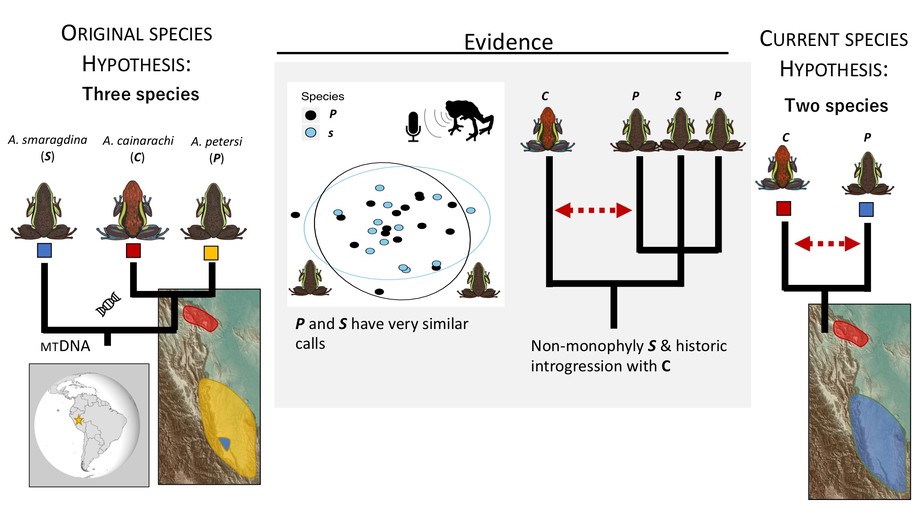 ORIGINAL SPECIES
HYPOTHESIS:
Three species
A. smaragdina
(S)
A. cainarachi
(C)
A. petersi
(P)
MTDNA
Evidence
Species
P
S
P and S have very similar
calls
C
P
S
P
Non-monophyly S & historic
introgression with C
CURRENT SPECIES
HYPOTHESIS:
Two species
C
P